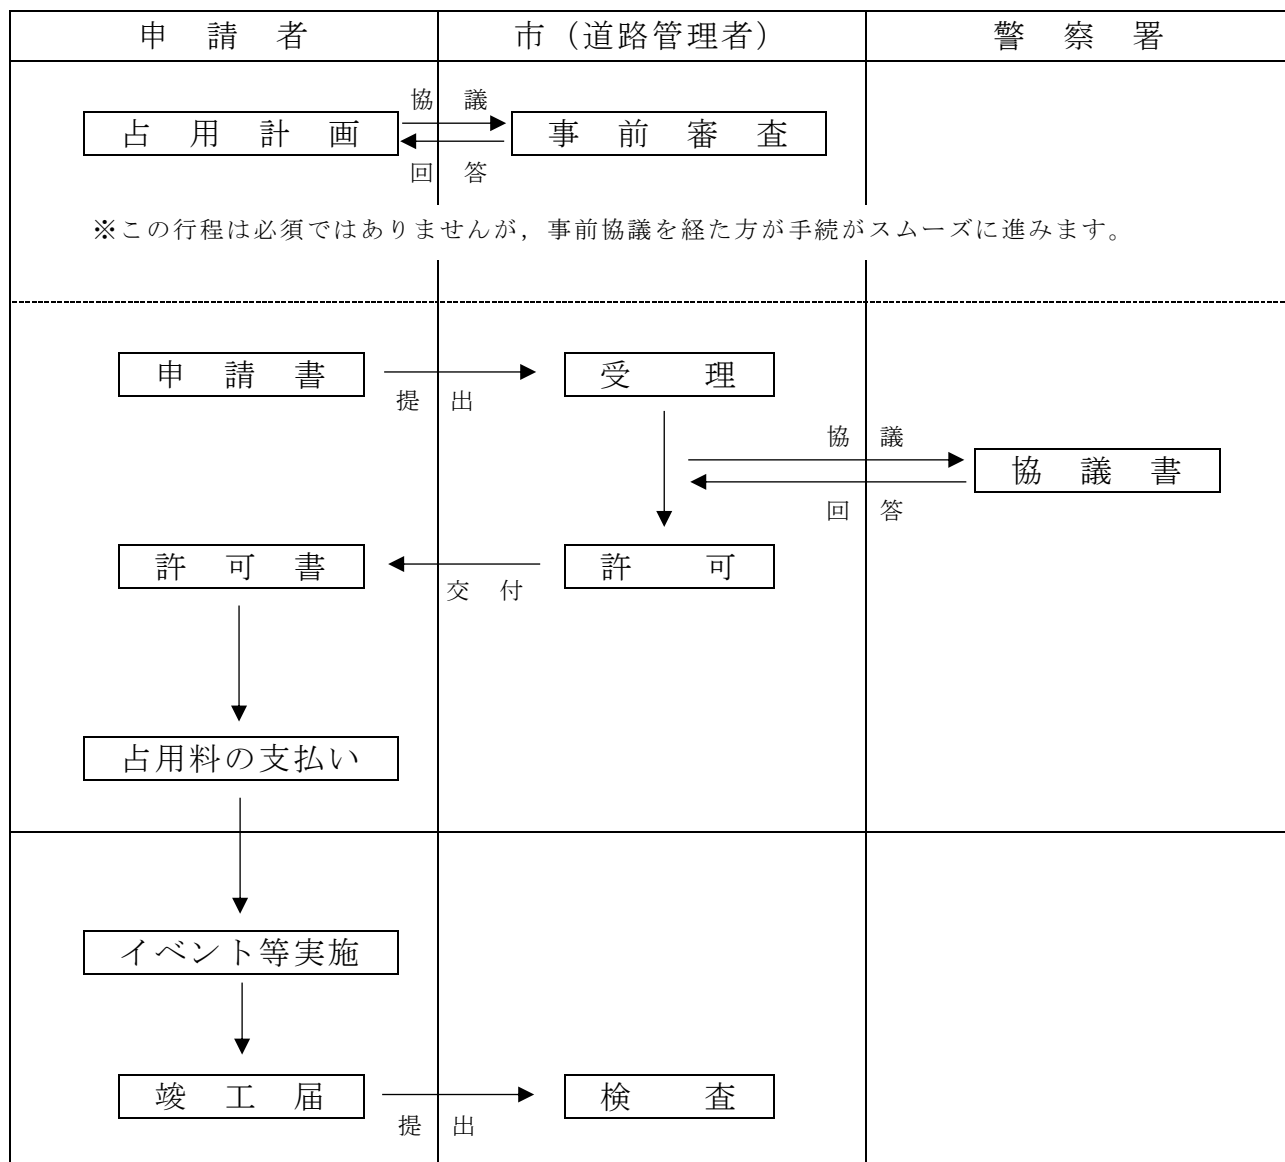 申請者
市（道路管理者）
警察署
協議
占用計画
事前審査
回答
※この行程は必須ではありませんが，事前協議を経た方が手続がスムーズに進みます。
申請書
受理
提出
協議
協議書
回答
許可書
許可
交付
占用料の支払い
イベント等実施
竣工届
検査
提出